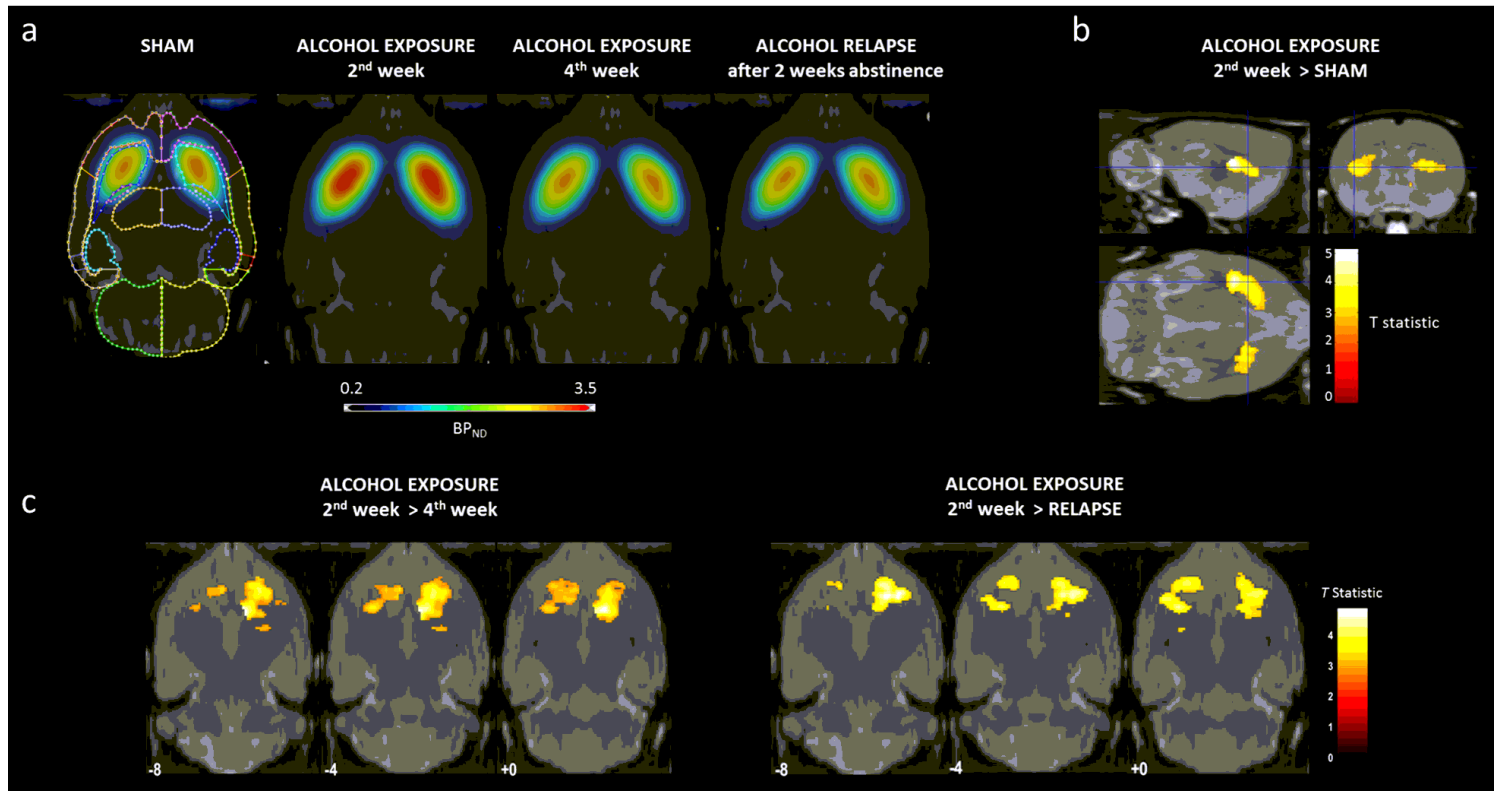 a
SHAM
ALCOHOL EXPOSURE
2nd week
ALCOHOL EXPOSURE
4th week
ALCOHOL RELAPSE
after 2 weeks abstinence
0.2
3.5
BPND
b
ALCOHOL EXPOSURE
2nd week > SHAM
5
4
3
2
1
0
T statistic
c
ALCOHOL EXPOSURE
2nd week > 4th week
-8
-4
+0
ALCOHOL EXPOSURE
2nd week > RELAPSE
-8
-4
+0
T Statistic
4
3
2
1
0